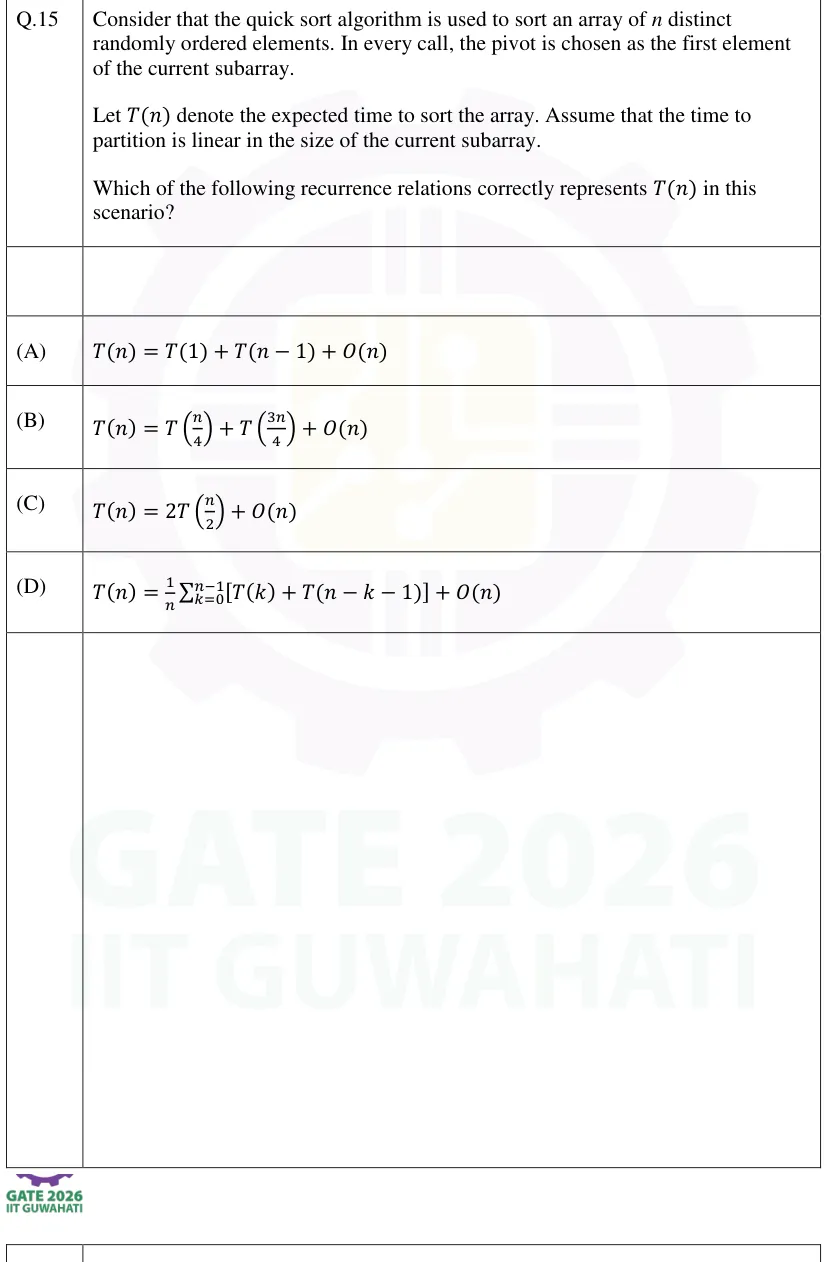 Q.15 Consider that the quick sort algorithm is used to sort an array of n distinct
randomly ordered elements. In every call, the pivot is chosen as the first element
of the current subarray.
Let T(n) denote the expected time to sort the array. Assume that the time to
partition is linear in the size of the current subarray.
Which of the following recurrence relations correctly represents T(n) in this
scenario?
(A) T(n) = T(1) + T(n − 1) + O(n)
(B) T(n) = T(n/4) + T(3n/4) + O(n)
(C) T(n) = 2T(n/2) + O(n)
(D) T(n) = 1/n ∑_{k=0}^{n−1}[T(k) + T(n − k − 1)] + O(n)
GATE 2026
IIT GUWAHATI
GATE 2026
IIT GUWAHATI